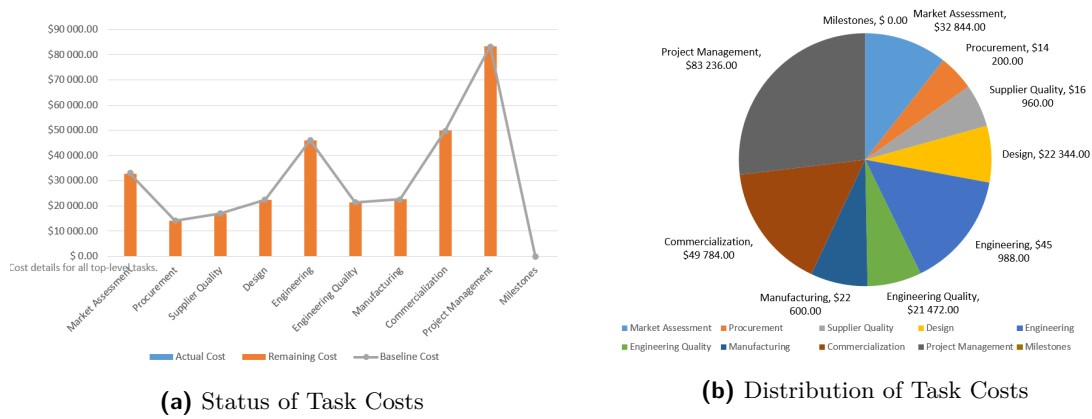 $90 000.00
$80 000.00
$70 000.00
$60 000.00
$50 000.00
$40 000.00
$30 000.00
$20 000.00
$10 000.00
$ 0.00
Cost details for all top-level tasks.
Market Assessment
Procurement
Supplier Quality
Design
Engineering
Engineering Quality
Manufacturing
Commercialization
Project Management
Milestones
Actual Cost
Remaining Cost
Baseline Cost
(a) Status of Task Costs
Milestones, $ 0.00
Market Assessment,
$32 844.00
Procurement, $14
200.00
Supplier Quality, $16
960.00
Design, $22 344.00
Engineering, $45
988.00
Engineering Quality,
$21 472.00
Manufacturing, $22
600.00
Commercialization,
$49 784.00
Project Management,
$83 236.00
Market Assessment
Procurement
Supplier Quality
Design
Engineering
Engineering Quality
Manufacturing
Commercialization
Project Management
Milestones
(b) Distribution of Task Costs